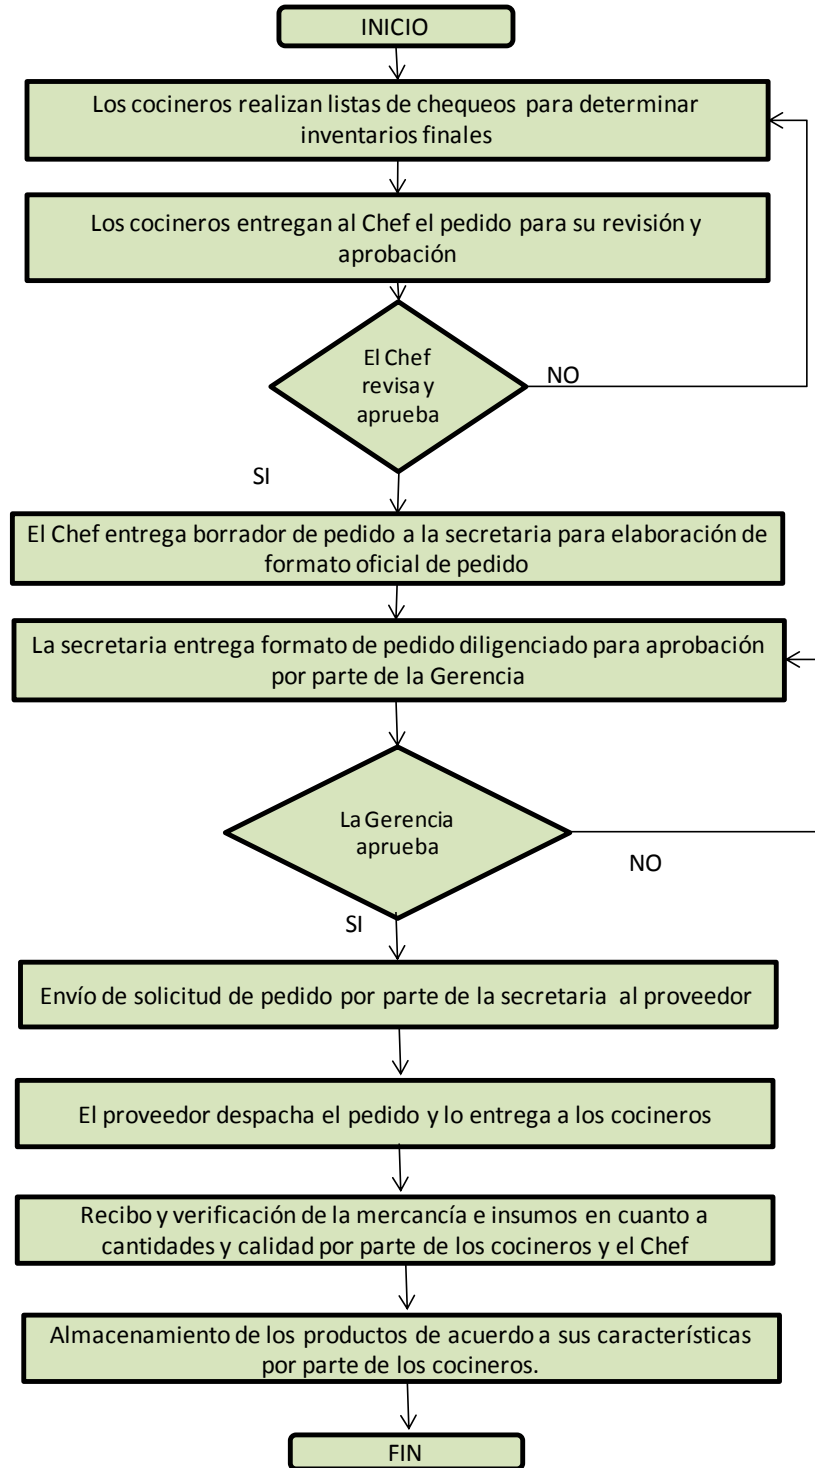 INICIO
Los cocineros realizan listas de chequeos para determinar
inventarios finales
Los cocineros entregan al Chef el pedido para su revisión y
aprobación
El Chef
revisa y
aprueba
NO
SI
El Chef entrega borrador de pedido a la secretaria para elaboración de
formato oficial de pedido
La secretaria entrega formato de pedido diligenciado para aprobación
por parte de la Gerencia
La Gerencia
aprueba
NO
SI
Envío de solicitud de pedido por parte de la secretaria al proveedor
El proveedor despacha el pedido y lo entrega a los cocineros
Recibo y verificación de la mercancía e insumos en cuanto a
cantidades y calidad por parte de los cocineros y el Chef
Almacenamiento de los productos de acuerdo a sus características
por parte de los cocineros.
FIN